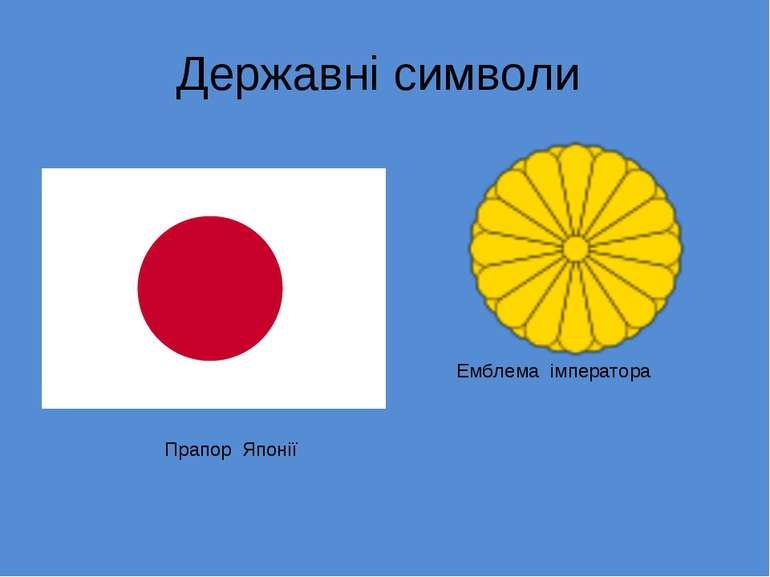 Державні символи
Емблема імператора
Прапор Японії